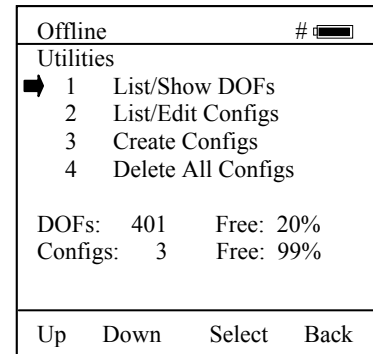 Offline #
Utilities
1 List/Show DOFs
2 List/Edit Configs
3 Create Configs
4 Delete All Configs
DOFs: 401 Free: 20%
Configs: 3 Free: 99%
Up Down Select Back